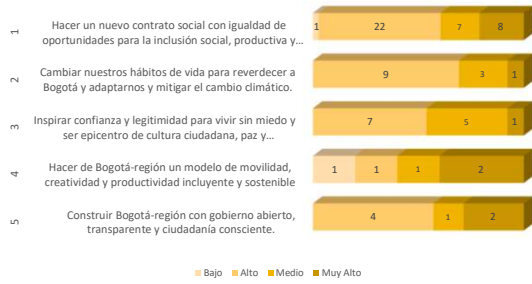 1
Hacer un nuevo contrato social con igualdad de
oportunidades para la inclusión social, productiva y…
1 22 7 8
2
Cambiar nuestros hábitos de vida para reverdecer a
Bogotá y adaptarnos y mitigar el cambio climático.
9 3 1
3
Inspirar confianza y legitimidad para vivir sin miedo y
ser epicentro de cultura ciudadana, paz y…
7 5 1
4
Hacer de Bogotá-región un modelo de movilidad,
creatividad y productividad incluyente y sostenible
1 1 1 2
5
Construir Bogotá-región con gobierno abierto,
transparente y ciudadanía consciente.
4 1 2
Bajo Alto Medio Muy Alto